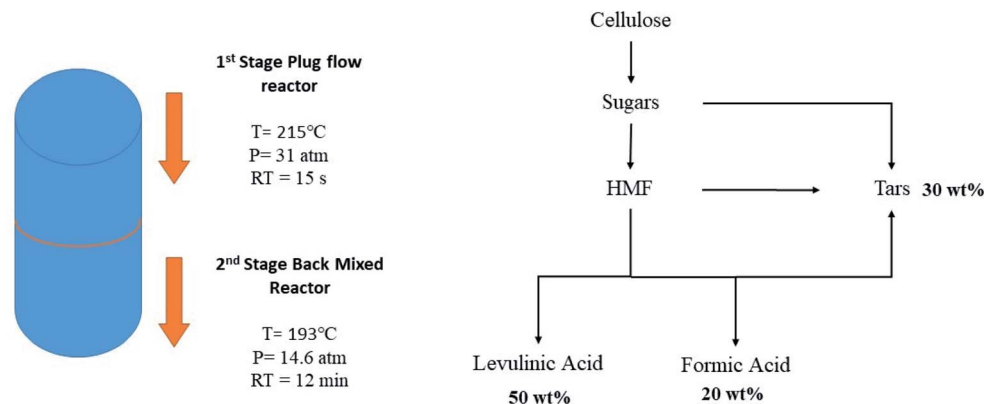 1st Stage Plug flow
reactor
T= 215℃
P= 31 atm
RT = 15 s
2nd Stage Back Mixed
Reactor
T= 193℃
P= 14.6 atm
RT = 12 min
Cellulose
Sugars
HMF
Tars 30 wt%
Levulinic Acid
50 wt%
Formic Acid
20 wt%